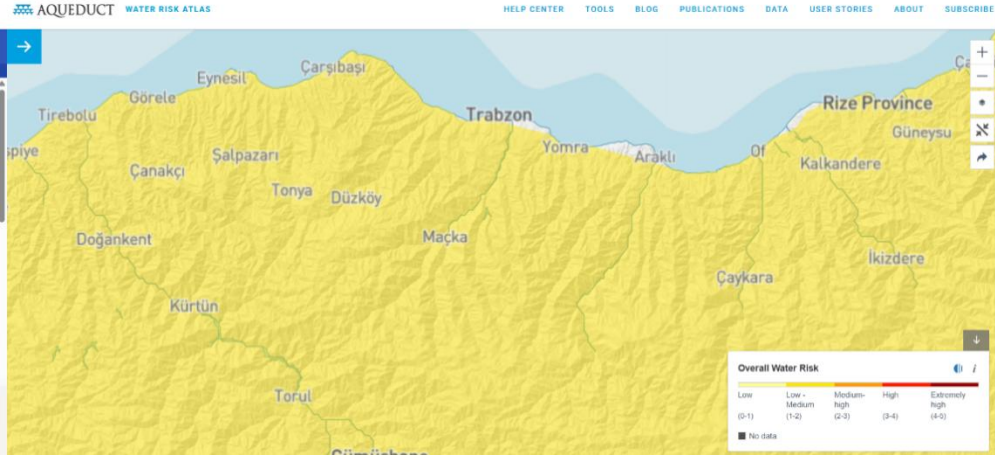 AQUEDUCT WATER RISK ATLAS HELP CENTER TOOLS BLOG PUBLICATIONS DATA USER STORIES ABOUT SUBSCRIBE
Çarşıbaşı
Eynesil
Görele
Rize Province
Tirebolu
Trabzon
Güneysu
Yomra
Araklı
Of
Şalpazarı
Kalkandere
Çanakçı
Tonya
Düzköy
Doğankent
Maçka
İkizdere
Çaykara
Kürtün
Torul
Overall Water Risk
Low Low - Medium Medium-high High Extremely high
(0-1) (1-2) (2-3) (3-4) (4-5)
No data